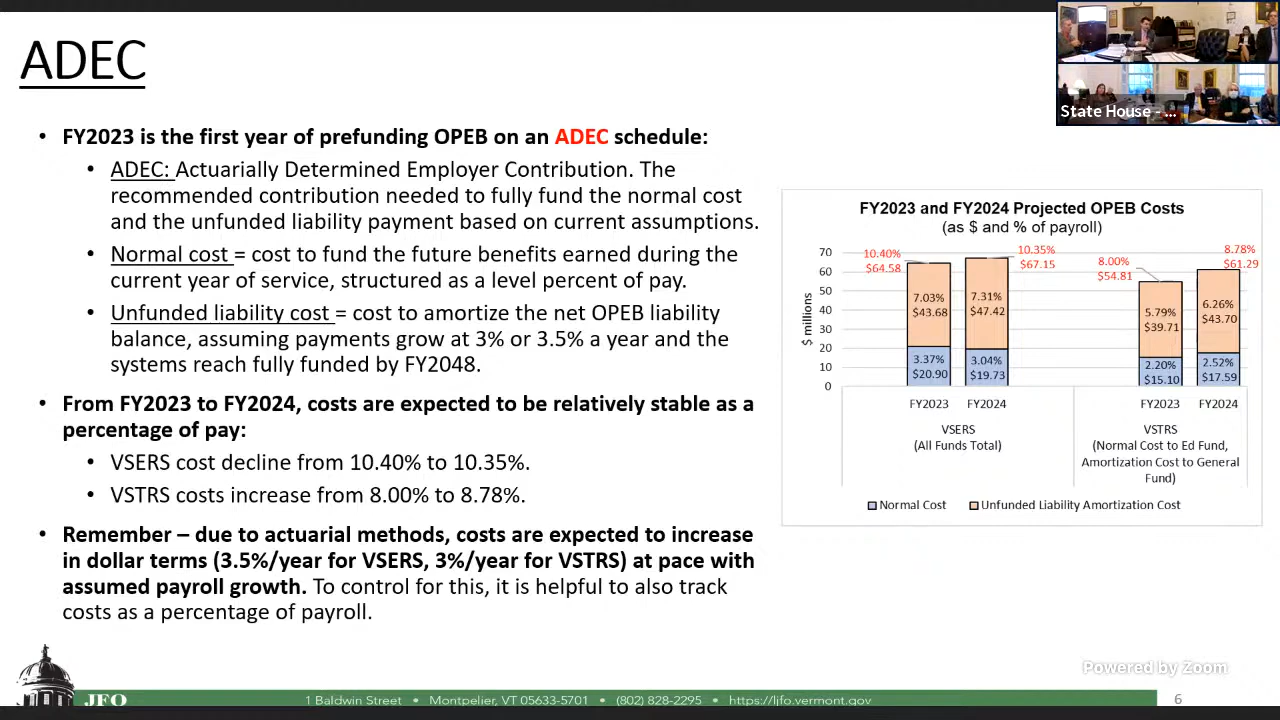 ADEC
State House - ...
• FY2023 is the first year of prefunding OPEB on an ADEC schedule:
• ADEC: Actuarially Determined Employer Contribution. The
recommended contribution needed to fully fund the normal cost
and the unfunded liability payment based on current assumptions.
• Normal cost = cost to fund the future benefits earned during the
current year of service, structured as a level percent of pay.
• Unfunded liability cost = cost to amortize the net OPEB liability
balance, assuming payments grow at 3% or 3.5% a year and the
systems reach fully funded by FY2048.
• From FY2023 to FY2024, costs are expected to be relatively stable as a
percentage of pay:
• VSERS cost decline from 10.40% to 10.35%.
• VSTRS costs increase from 8.00% to 8.78%.
• Remember – due to actuarial methods, costs are expected to increase
in dollar terms (3.5%/year for VSERS, 3%/year for VSTRS) at pace with
assumed payroll growth. To control for this, it is helpful to also track
costs as a percentage of payroll.
FY2023 and FY2024 Projected OPEB Costs
(as $ and % of payroll)
$ millions
70
60
50
40
30
20
10
0
10.40%
$64.58
7.03%
$43.68
3.37%
$20.90
10.35%
$67.15
7.31%
$47.42
3.04%
$19.73
8.00%
$54.81
5.79%
$39.71
2.20%
$15.10
8.78%
$61.29
6.26%
$43.70
2.52%
$17.59
FY2023 FY2024 FY2023 FY2024
VSERS
(All Funds Total)
VSTRS
(Normal Cost to Ed Fund,
Amortization Cost to General
Fund)
Normal Cost Unfunded Liability Amortization Cost
Powered by Zoom
JFO
1 Baldwin Street • Montpelier, VT 05633-5701 • (802) 828-2295 • https://ljfo.vermont.gov
6